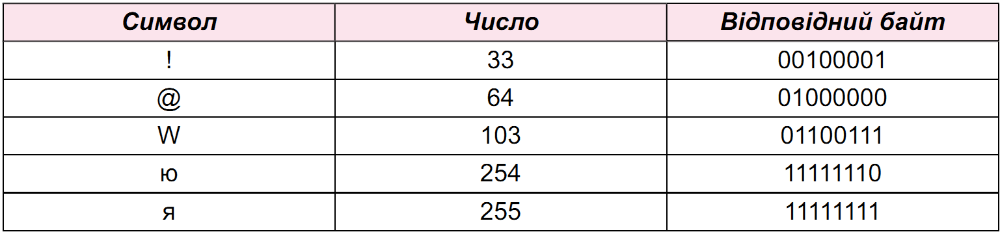 Символ Число Відповідний байт
! 33 00100001
@ 64 01000000
W 103 01100111
ю 254 11111110
я 255 11111111